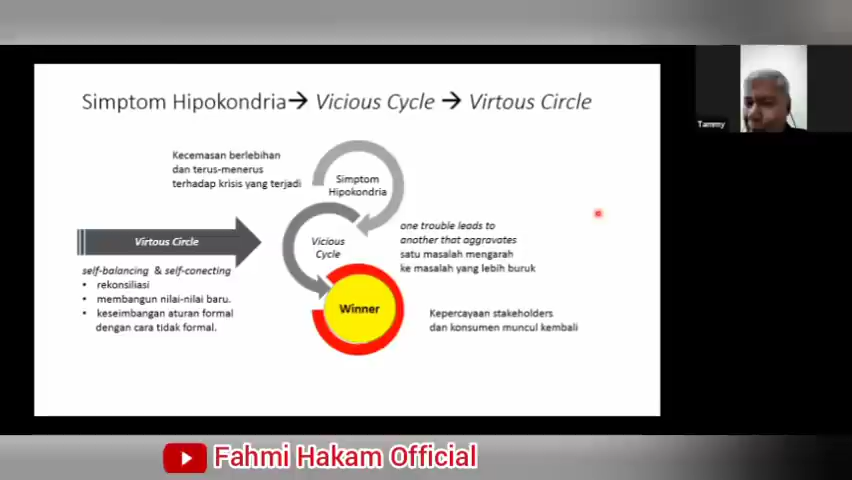 Simptom Hipokondria→ Vicious Cycle → Virtous Circle
Tammy
Kecemasan berlebihan
dan terus-menerus
terhadap krisis yang terjadi
Simptom
Hipokondria
Virtous Circle
Vicious
Cycle
one trouble leads to
another that aggravates
satu masalah mengarah
ke masalah yang lebih buruk
self-balancing & self-conecting
• rekonsiliasi
• membangun nilai-nilai baru.
• keseimbangan aturan formal
dengan cara tidak formal.
Winner
Kepercayaan stakeholders
dan konsumen muncul kembali
Fahmi Hakam Official